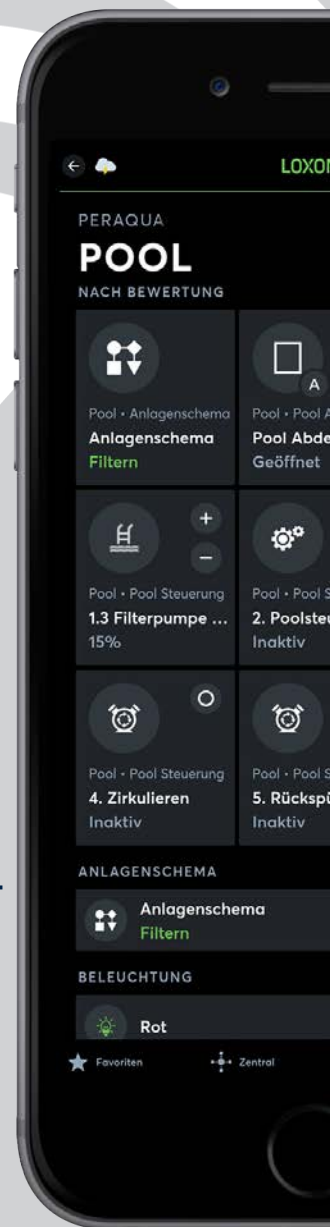 LOXON
PERAQUA
POOL
NACH BEWERTUNG
A
Pool • Anlagenschema
Pool • Pool A
Anlagenschema
Pool Abde
Filtern
Geöffnet
Pool • Pool Steuerung
Pool • Pool S
1.3 Filterpumpe ...
2. Poolsteu
15%
Inaktiv
Pool • Pool Steuerung
Pool • Pool S
4. Zirkulieren
5. Rückspü
Inaktiv
Inaktiv
ANLAGENSCHEMA
Anlagenschema
Filtern
BELEUCHTUNG
Rot
Favoriten
Zentral